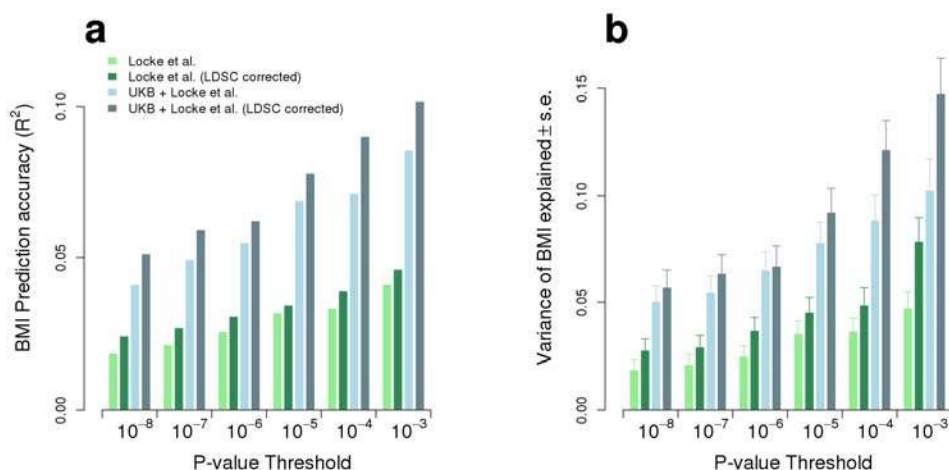 a
Locke et al.
Locke et al. (LDSC corrected)
UKB + Locke et al.
UKB + Locke et al. (LDSC corrected)
BMI Prediction accuracy (R²)
0.10
0.05
0.00
10⁻⁸ 10⁻⁷ 10⁻⁶ 10⁻⁵ 10⁻⁴ 10⁻³
P-value Threshold
b
Variance of BMI explained ± s.e.
0.15
0.10
0.05
0.00
10⁻⁸ 10⁻⁷ 10⁻⁶ 10⁻⁵ 10⁻⁴ 10⁻³
P-value Threshold